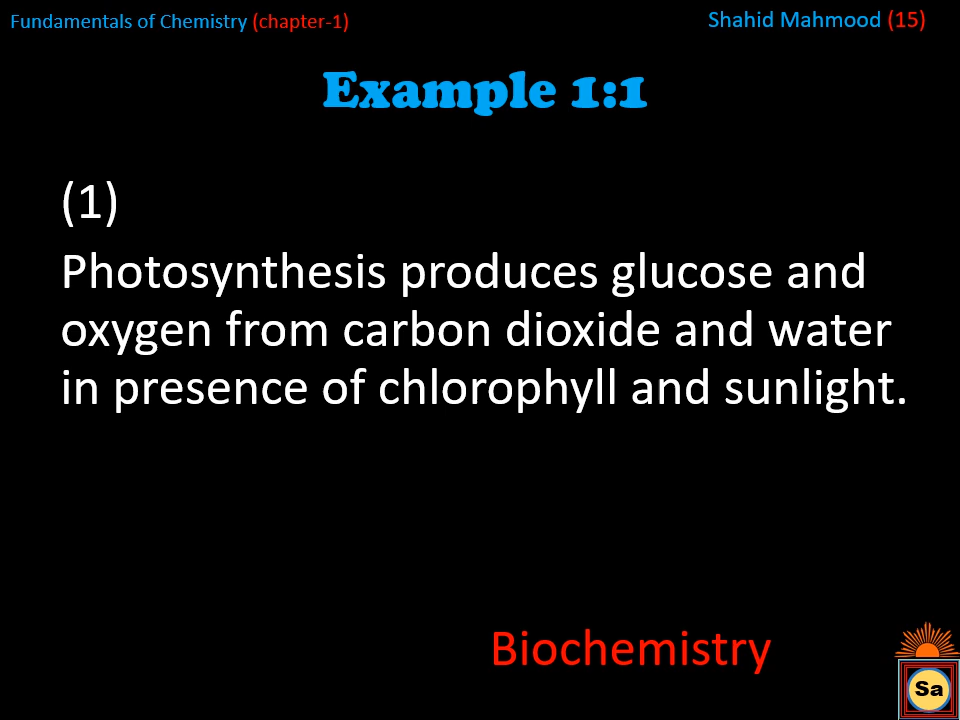 Fundamentals of Chemistry (chapter-1)
Shahid Mahmood (15)
Example 1:1
(1)
Photosynthesis produces glucose and
oxygen from carbon dioxide and water
in presence of chlorophyll and sunlight.
Biochemistry
Sa